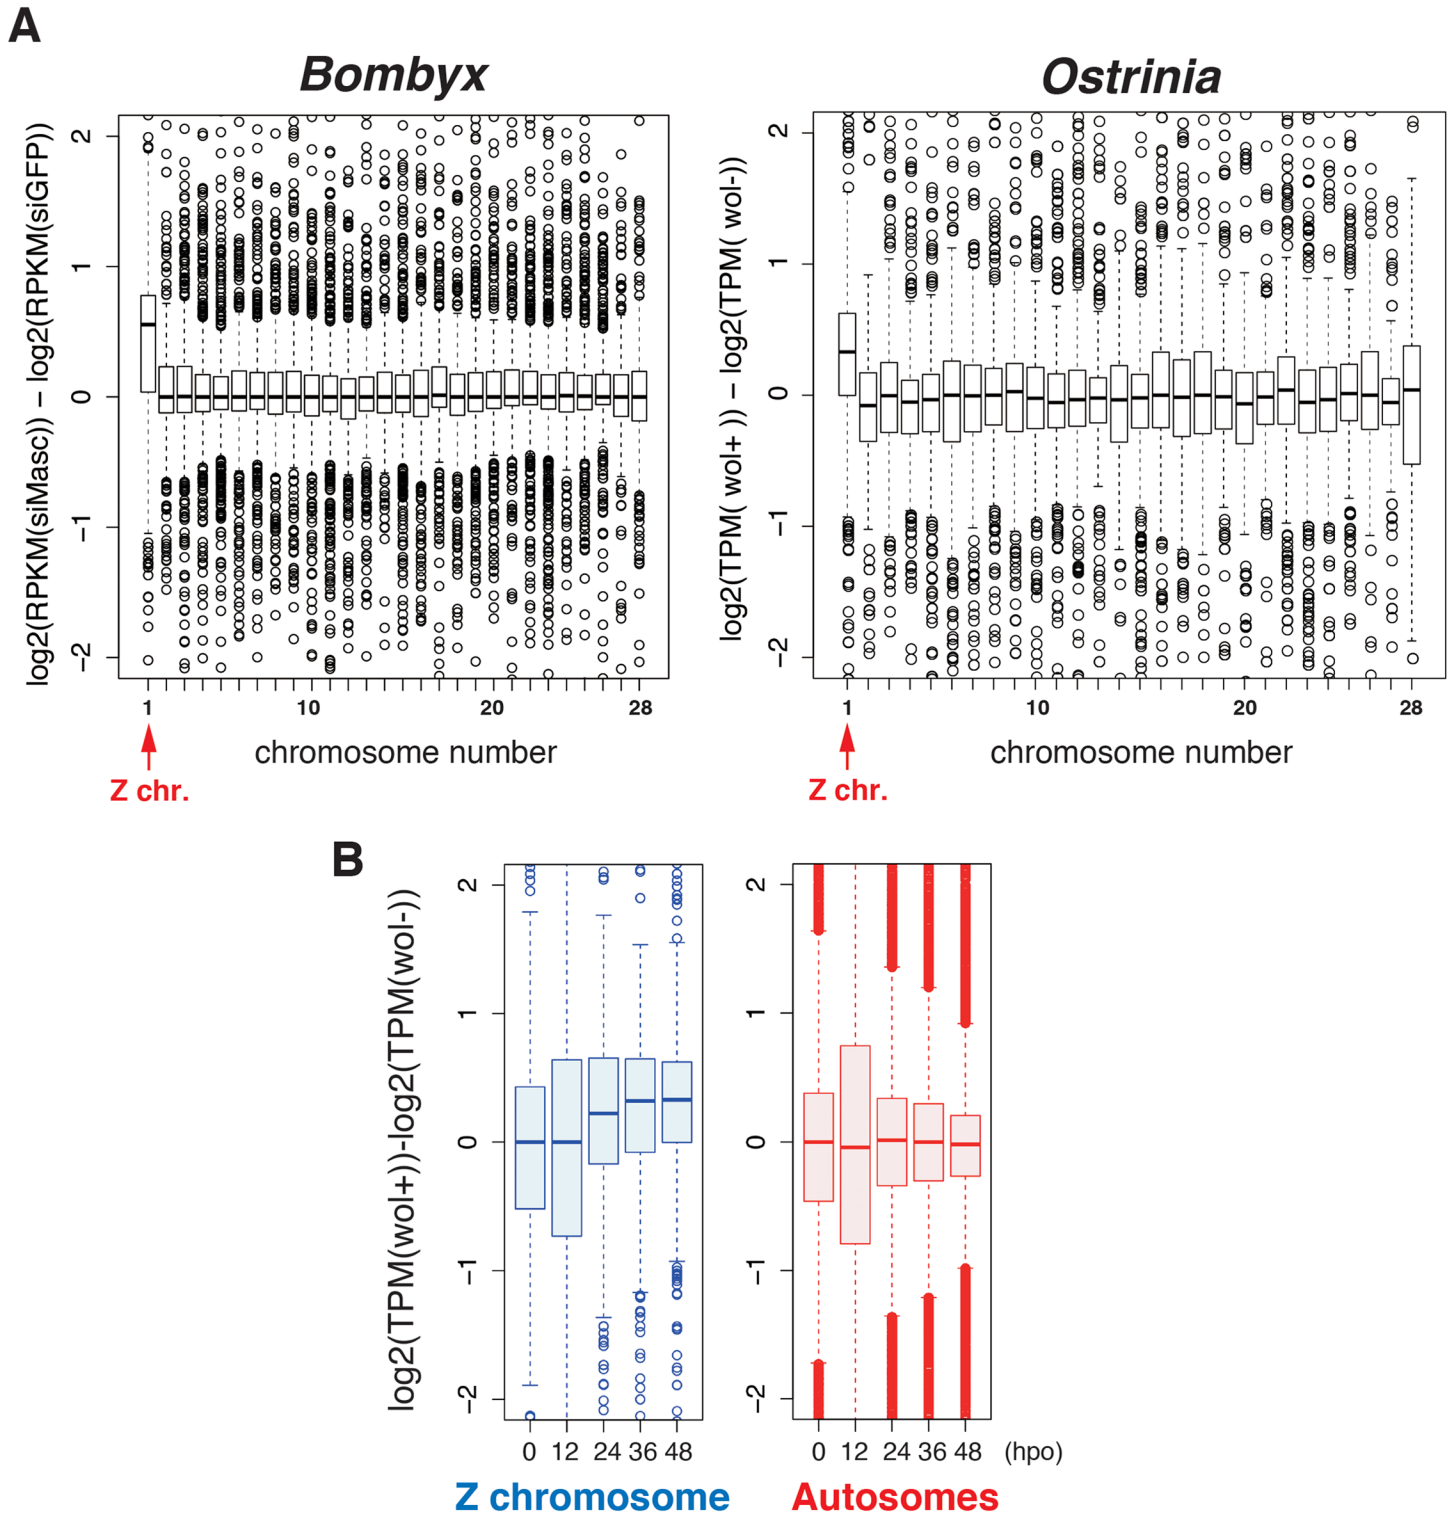 A
Bombyx
Ostrinia
log2(RPKM(siMasc)) − log2(RPKM(siGFP))
2
1
0
−1
−2
1
10
20
28
chromosome number
Z chr.
log2(TPM( wol+ )) − log2(TPM( wol-))
2
1
0
−1
−2
1
10
20
28
chromosome number
Z chr.
B
log2(TPM(wol+))-log2(TPM(wol-))
2
1
0
−1
−2
0 12 24 36 48
Z chromosome
2
1
0
−1
−2
0 12 24 36 48 (hpo)
Autosomes